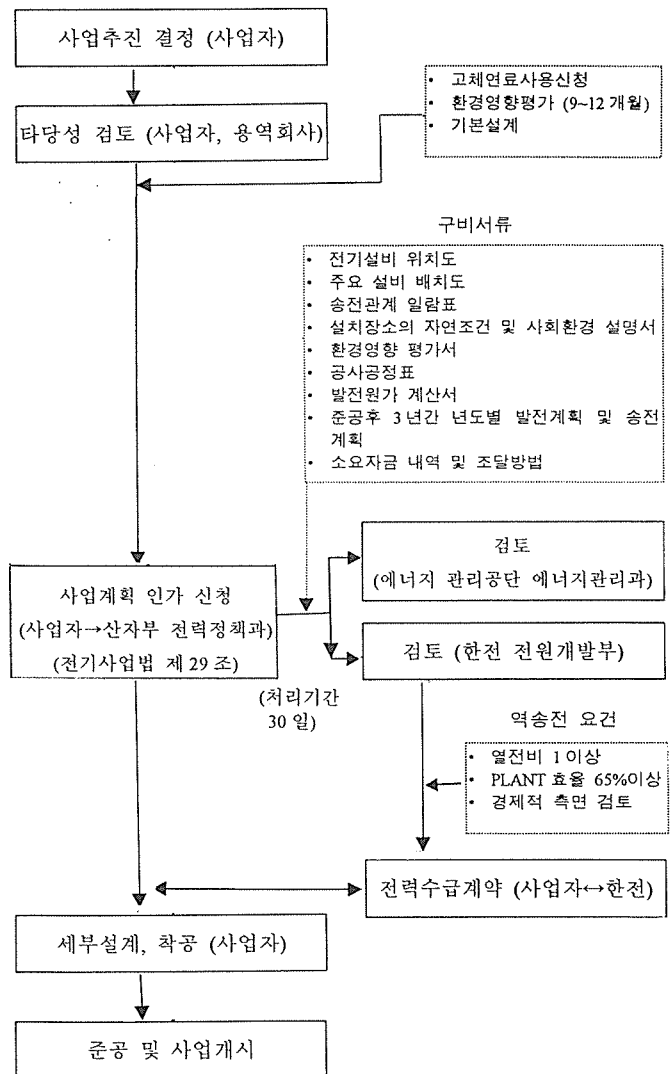 사업추진 결정 (사업자)
타당성 검토 (사업자, 용역회사)
• 고체연료사용신청
• 환경영향평가 (9~12 개월)
• 기본설계
구비서류
• 전기설비 위치도
• 주요 설비 배치도
• 송전관계 일람표
• 설치장소의 자연조건 및 사회환경 설명서
• 환경영향 평가서
• 공사공정표
• 발전원가 계산서
• 준공후 3년간 년도별 발전계획 및 송전
계획
• 소요자금 내역 및 조달방법
사업계획 인가 신청
(사업자→산자부 전력정책과)
(전기사업법 제 29 조)
검토
(에너지 관리공단 에너지관리과)
검토 (한전 전원개발부)
(처리기간
30 일)
역송전 요건
• 열전비 1 이상
• PLANT 효율 65%이상
• 경제적 측면 검토
전력수급계약 (사업자↔한전)
세부설계, 착공 (사업자)
준공 및 사업개시